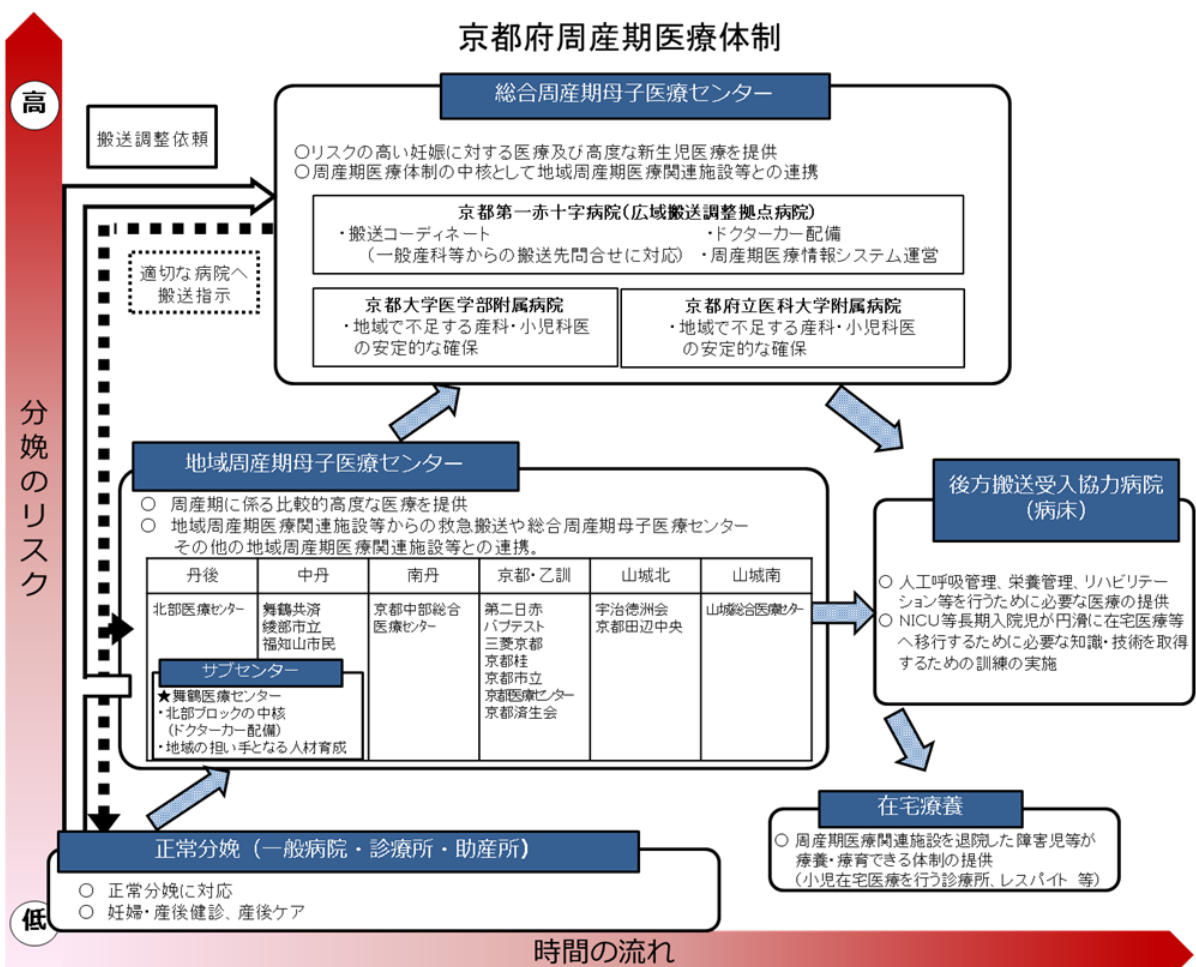 京都府周産期医療体制
高
分娩のリスク
低
時間の流れ
搬送調整依頼
適切な病院へ
搬送指示
総合周産期母子医療センター
○リスクの高い妊娠に対する医療及び高度な新生児医療を提供
○周産期医療体制の中核として地域周産期医療関連施設等との連携
京都第一赤十字病院(広域搬送調整拠点病院)
・搬送コーディネート
(一般産科等からの搬送先問合せに対応)
・ドクターカー配備
・周産期医療情報システム運営
京都大学医学部附属病院
・地域で不足する産科・小児科医
の安定的な確保
京都府立医科大学附属病院
・地域で不足する産科・小児科医
の安定的な確保
地域周産期母子医療センター
○ 周産期に係る比較的高度な医療を提供
○ 地域周産期医療関連施設等からの救急搬送や総合周産期母子医療センター
その他の地域周産期医療関連施設等との連携。
丹後
中丹
南丹
京都・乙訓
山城北
山城南
北部医療センター
舞鶴共済
綾部市立
福知山市民
京都中部総合
医療センター
第二日赤
バプテスト
三菱京都
京都桂
京都市立
京都医療センター
京都済生会
宇治徳洲会
京都田辺中央
山城総合医療センター
サブセンター
★舞鶴医療センター
・北部ブロックの中核
(ドクターカー配備)
・地域の担い手となる人材育成
後方搬送受入協力病院
(病床)
○ 人工呼吸管理、栄養管理、リハビリテー
ション等を行うために必要な医療の提供
○ NICU等長期入院児が円滑に在宅医療等
へ移行するために必要な知識・技術を取得
するための訓練の実施
在宅療養
○ 周産期医療関連施設を退院した障害児等が
療養・療育できる体制の提供
(小児在宅医療を行う診療所、レスパイト 等)
正常分娩(一般病院・診療所・助産所)
○ 正常分娩に対応
○ 妊婦・産後健診、産後ケア